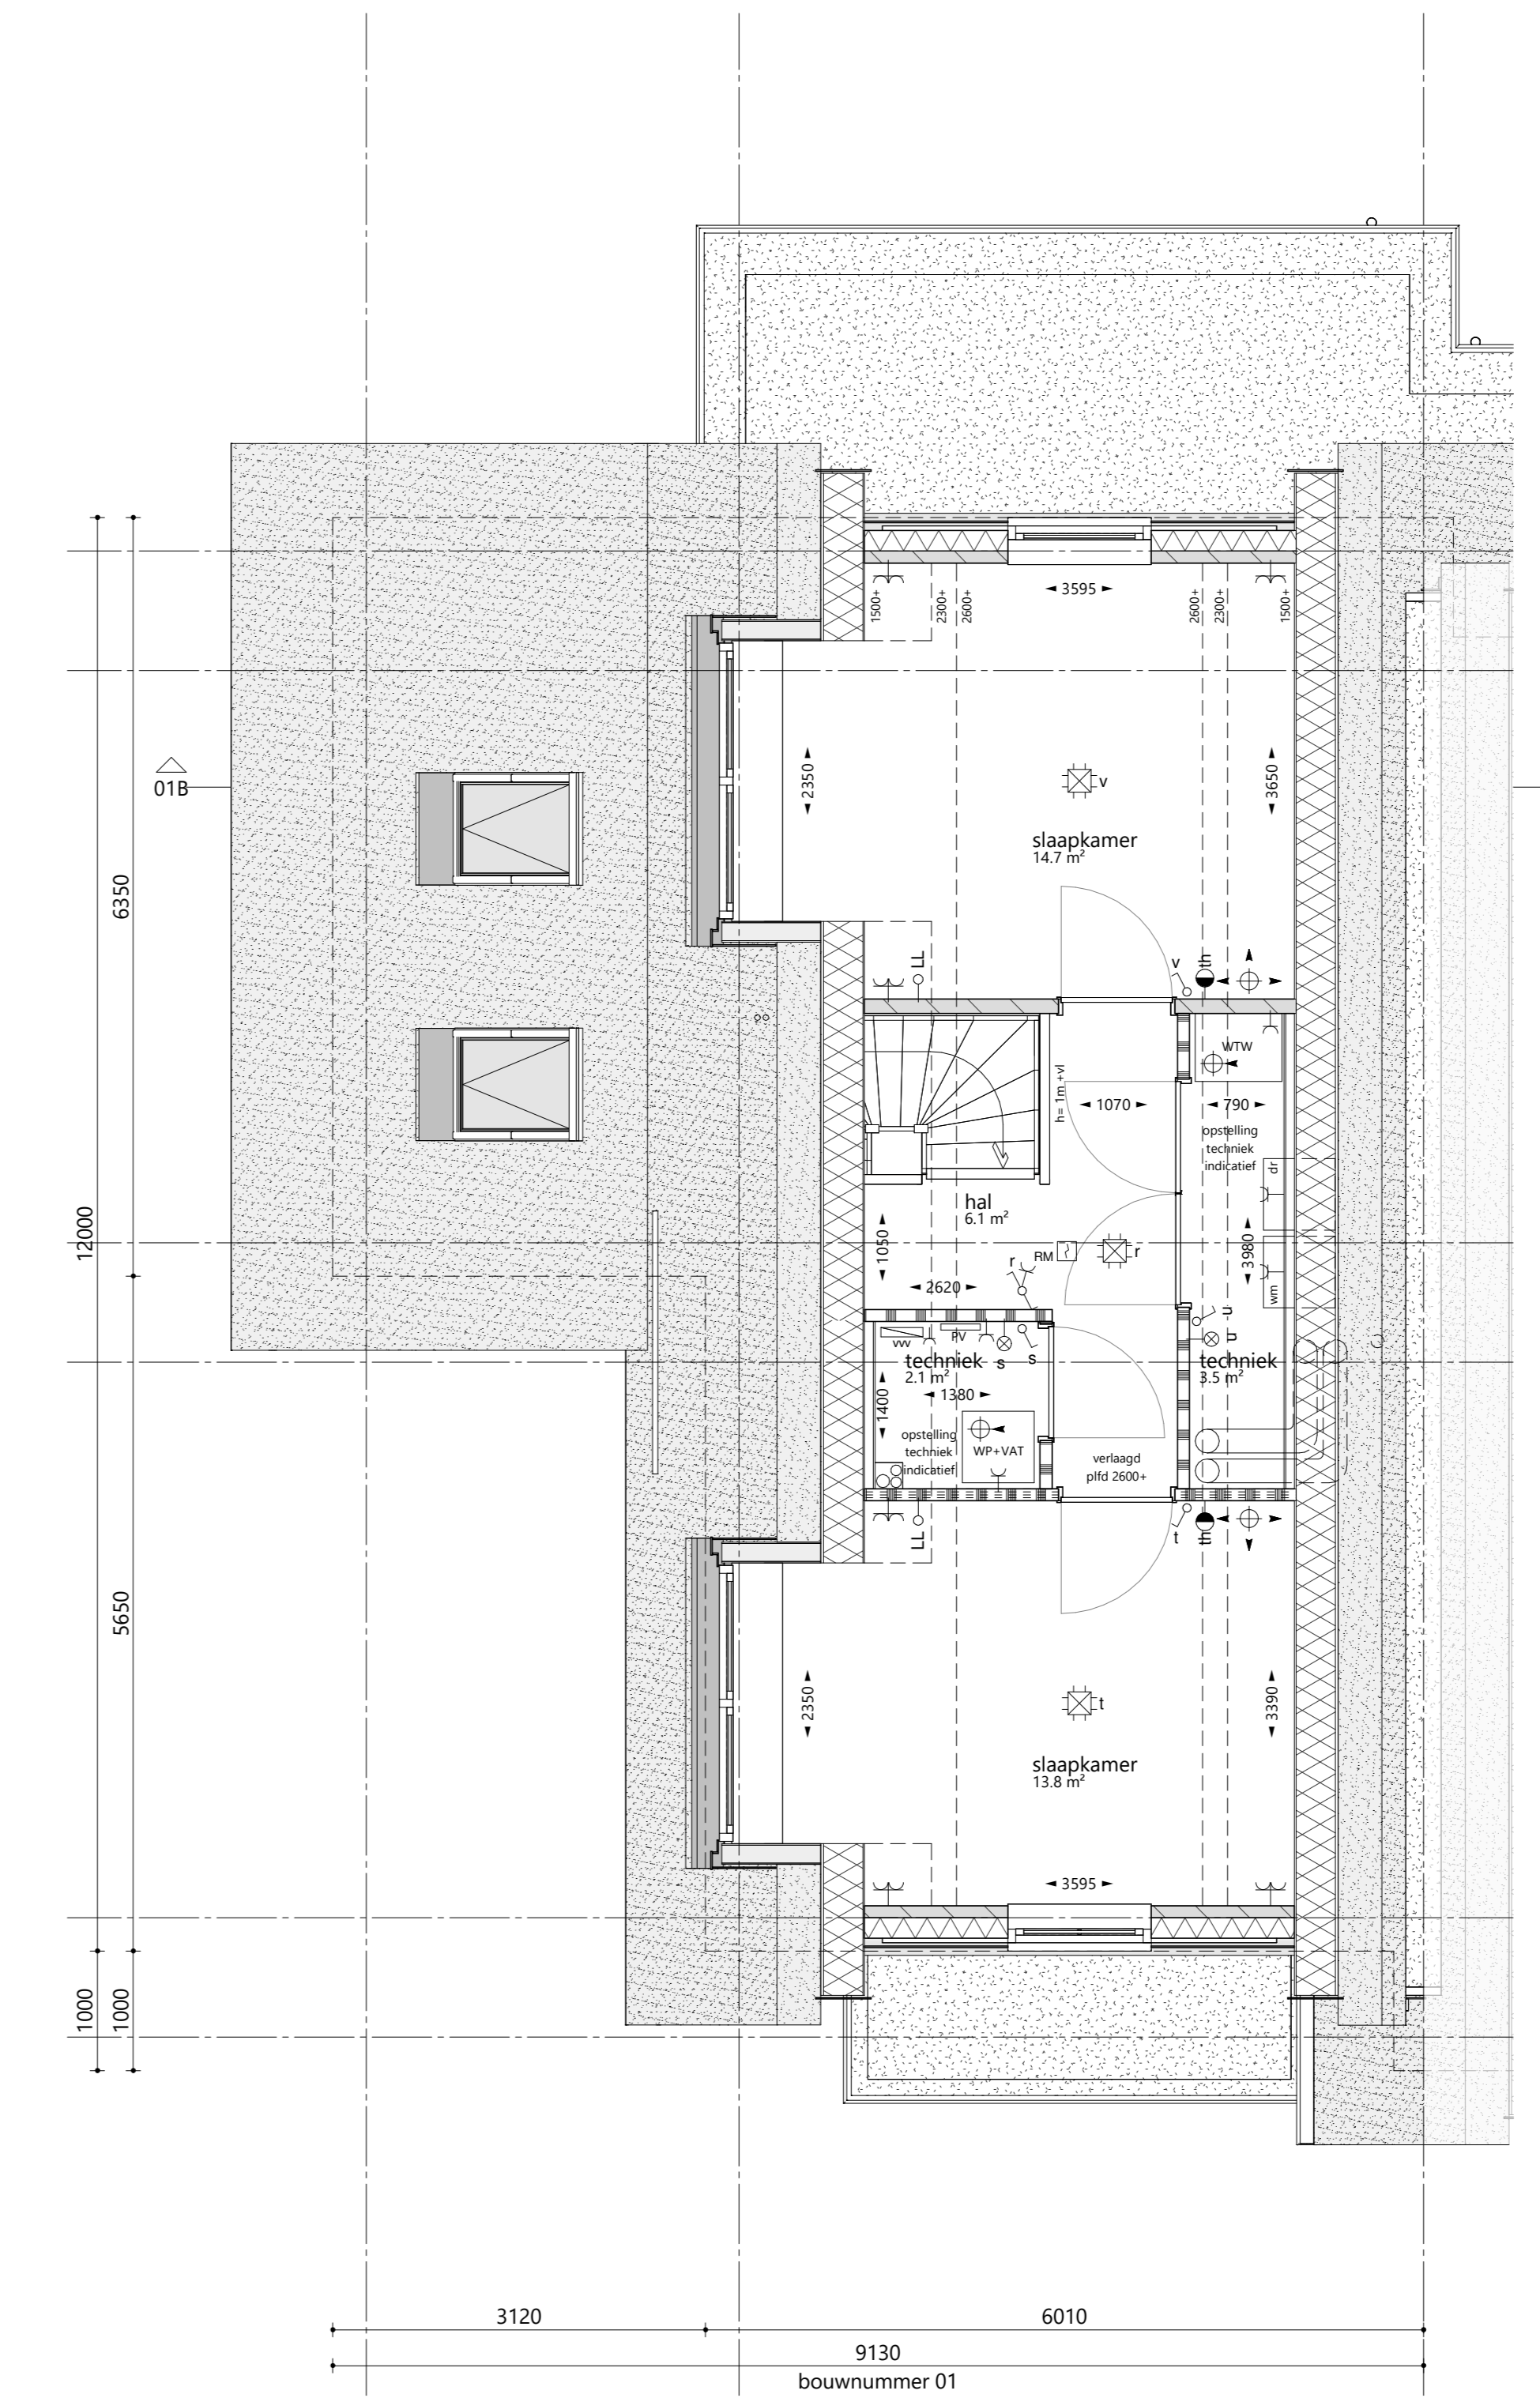 01B
6350
12000
5650
1000
1000
1500+
2300+
2600+
3595
2600+
2300+
1500+
2350
v
3650
slaapkamer
14.7 m²
LL
v
th
WTW
h= 1m +vl
1070
790
opstelling
techniek
indicatief
dr
hal
6.1 m²
1050
RM
r
r
3980
2620
wm
u
u
vvv
PV
s
s
techniek
2.1 m²
techniek
3.5 m²
1400
1380
opstelling
techniek
indicatief
WP+VAT
verlaagd
plfd 2600+
LL
t
th
2350
t
3390
slaapkamer
13.8 m²
3595
3120
6010
9130
bouwnummer 01